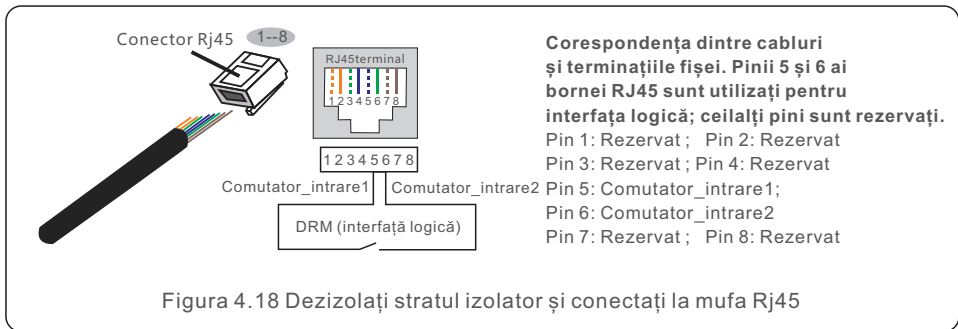 Conector Rj45
1--8
RJ45terminal
1 2 3 4 5 6 7 8
1 2 3 4 5 6 7 8
Comutator_intrare1
Comutator_intrare2
DRM (interfață logică)
Corespondența dintre cabluri
și terminațiile fișei. Pinii 5 și 6 ai
bornei RJ45 sunt utilizați pentru
interfața logică; ceilalți pini sunt rezervați.
Pin 1: Rezervat ; Pin 2: Rezervat
Pin 3: Rezervat ; Pin 4: Rezervat
Pin 5: Comutator_intrare1;
Pin 6: Comutator_intrare2
Pin 7: Rezervat ; Pin 8: Rezervat
Figura 4.18 Dezizolați stratul izolator și conectați la mufa Rj45